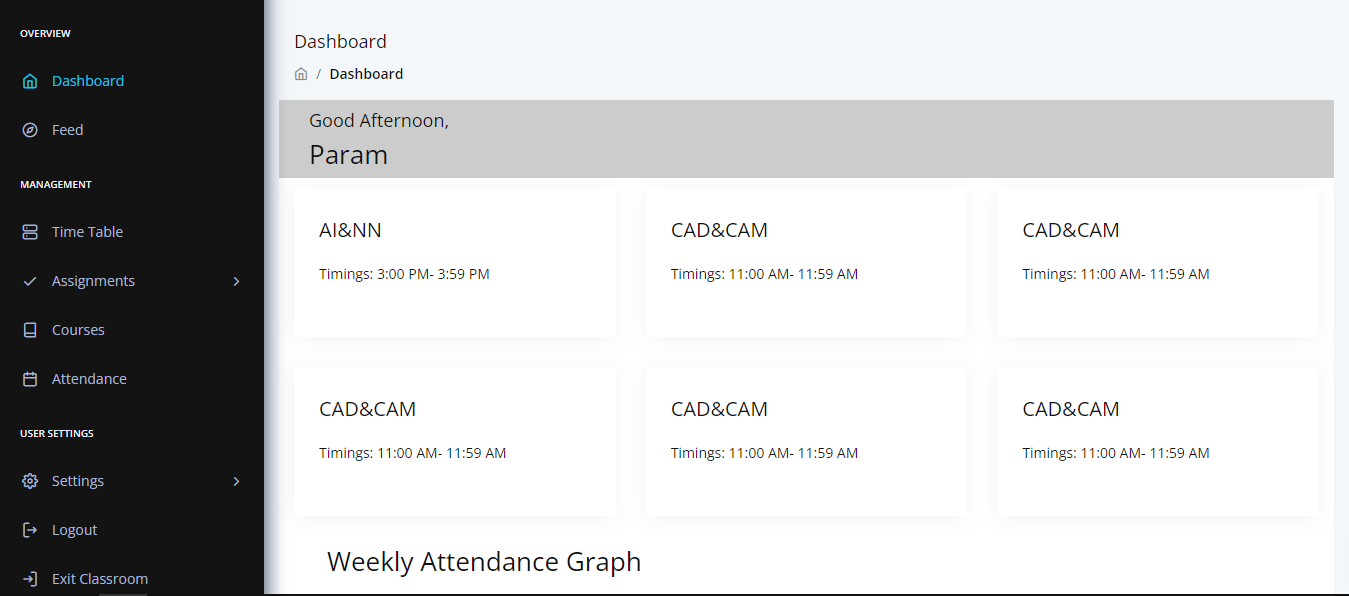 OVERVIEW
Dashboard
Feed
MANAGEMENT
Time Table
Assignments
Courses
Attendance
USER SETTINGS
Settings
Logout
Exit Classroom
Dashboard
/ Dashboard
Good Afternoon,
Param
AI&NN
Timings: 3:00 PM- 3:59 PM
CAD&CAM
Timings: 11:00 AM- 11:59 AM
CAD&CAM
Timings: 11:00 AM- 11:59 AM
CAD&CAM
Timings: 11:00 AM- 11:59 AM
CAD&CAM
Timings: 11:00 AM- 11:59 AM
CAD&CAM
Timings: 11:00 AM- 11:59 AM
Weekly Attendance Graph